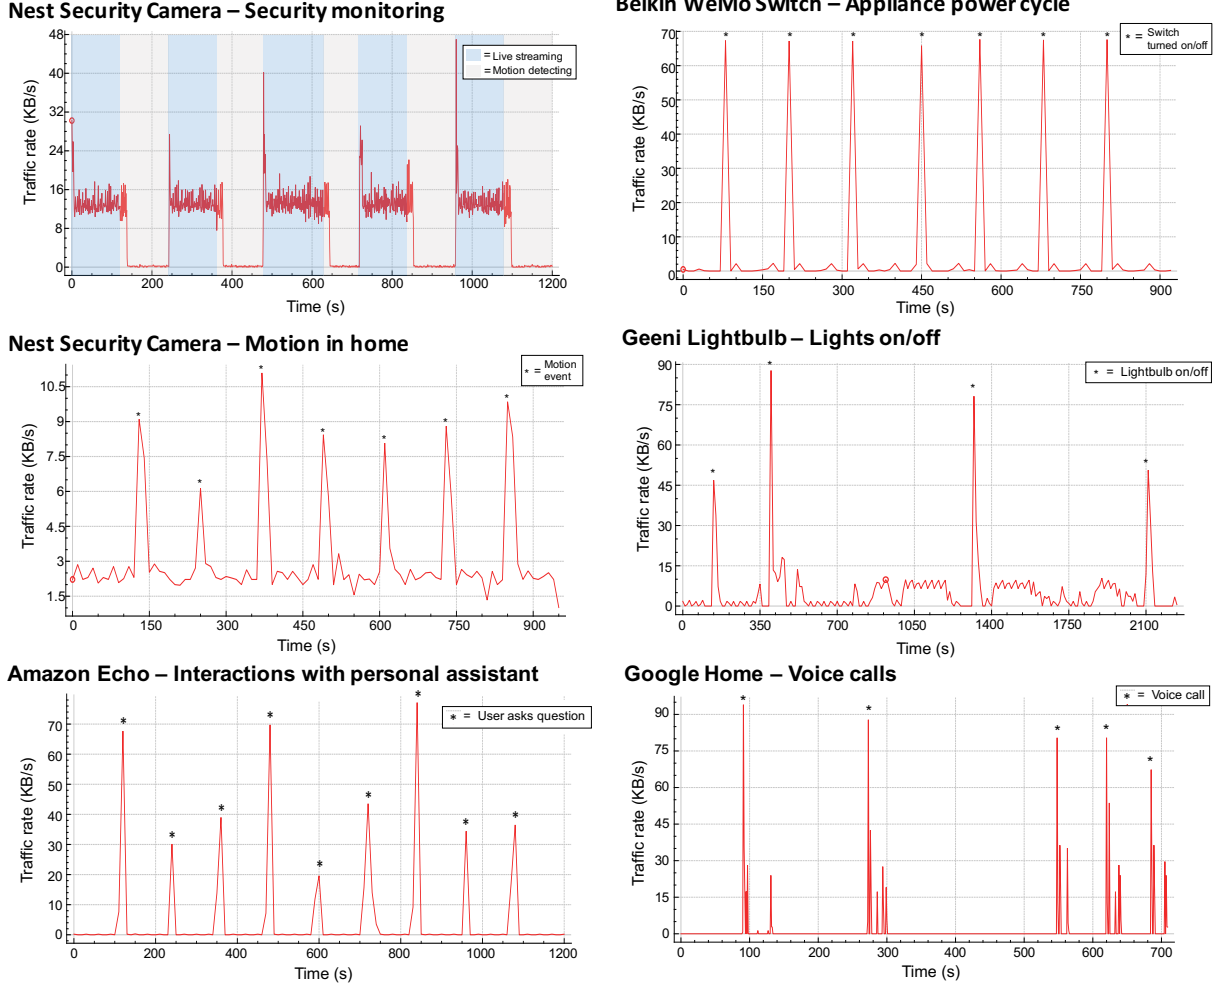 Nest Security Camera – Security monitoring
48
40
32
24
16
8
0
Traffic rate (KB/s)
= Live streaming
= Motion detecting
0 200 400 600 800 1000 1200
Time (s)
Belkin WeMo Switch – Appliance power cycle
70
60
50
40
30
20
10
0
Traffic rate (KB/s)
* * * * * * *
* = Switch
turned on/off
0 150 300 450 600 750 900
Time (s)
Nest Security Camera – Motion in home
10.5
9
7.5
6
4.5
3
1.5
Traffic rate (KB/s)
* * * * * * *
* = Motion
event
0 150 300 450 600 750 900
Time (s)
Geeni Lightbulb – Lights on/off
90
75
60
45
30
15
0
Traffic rate (KB/s)
* * * *
* = Lightbulb on/off
0 350 700 1050 1400 1750 2100
Time (s)
Amazon Echo – Interactions with personal assistant
70
60
50
40
30
20
10
0
Traffic rate (KB/s)
* * * * * * * * *
* = User asks question
0 200 400 600 800 1000 1200
Time (s)
Google Home – Voice calls
90
75
60
45
30
15
0
Traffic rate (KB/s)
* * * * *
* = Voice call
0 100 200 300 400 500 600 700
Time (s)